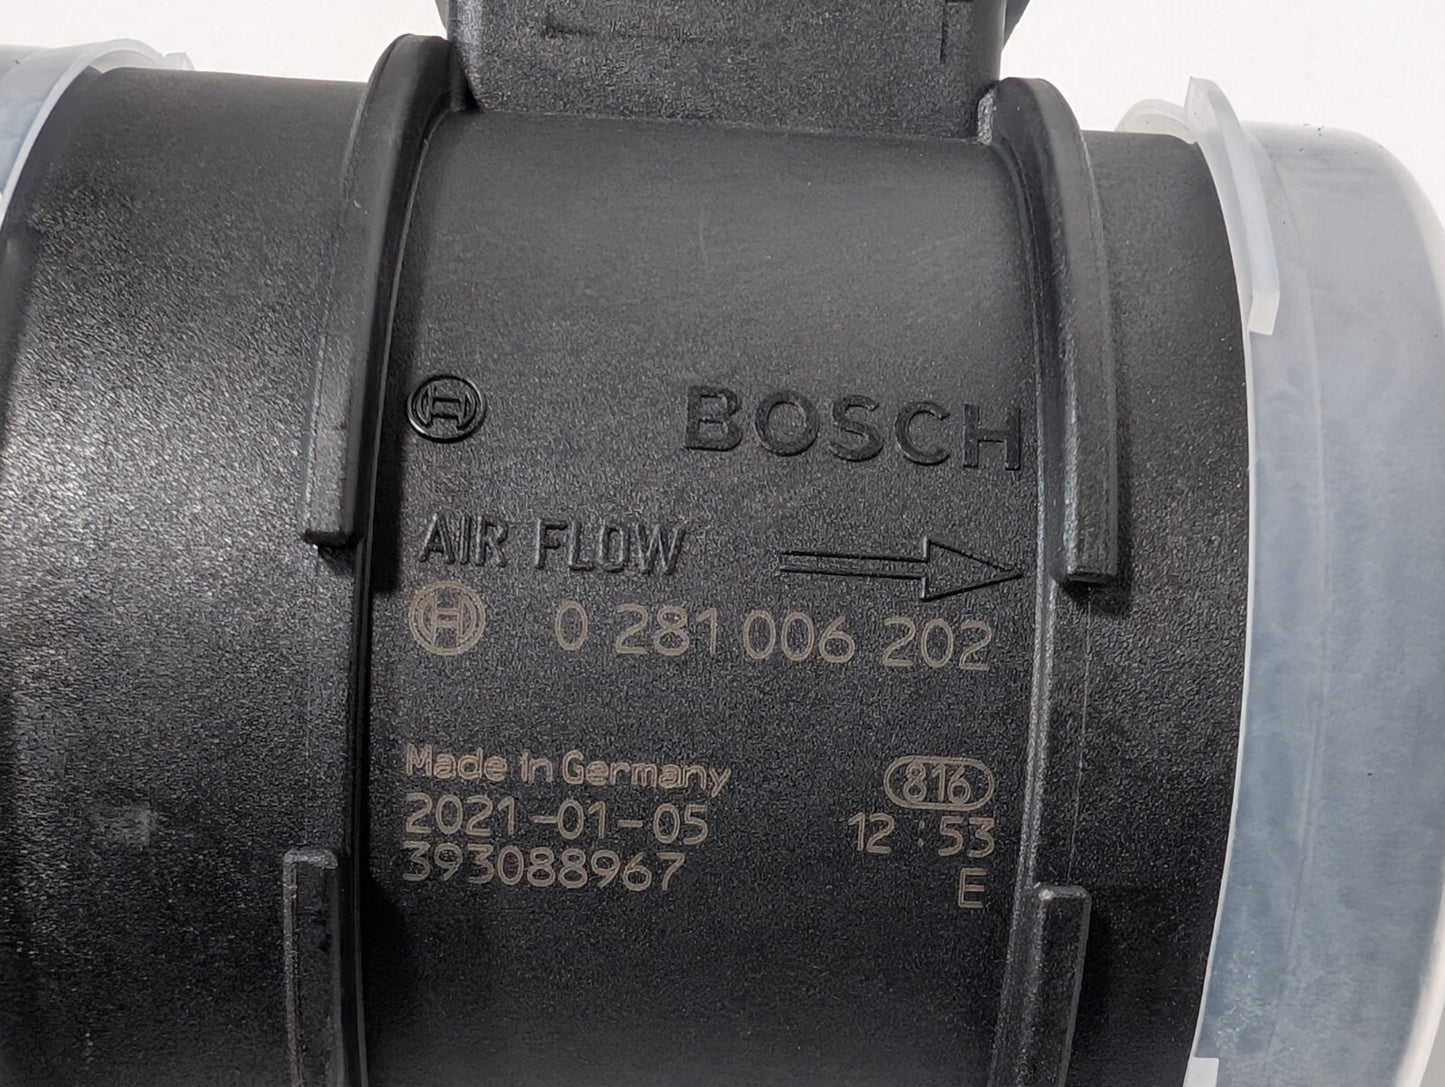 BOSCH
AIR FLOW
0 281 006 202
Made in Germany
816
2021-01-05
12:53
393088967
E